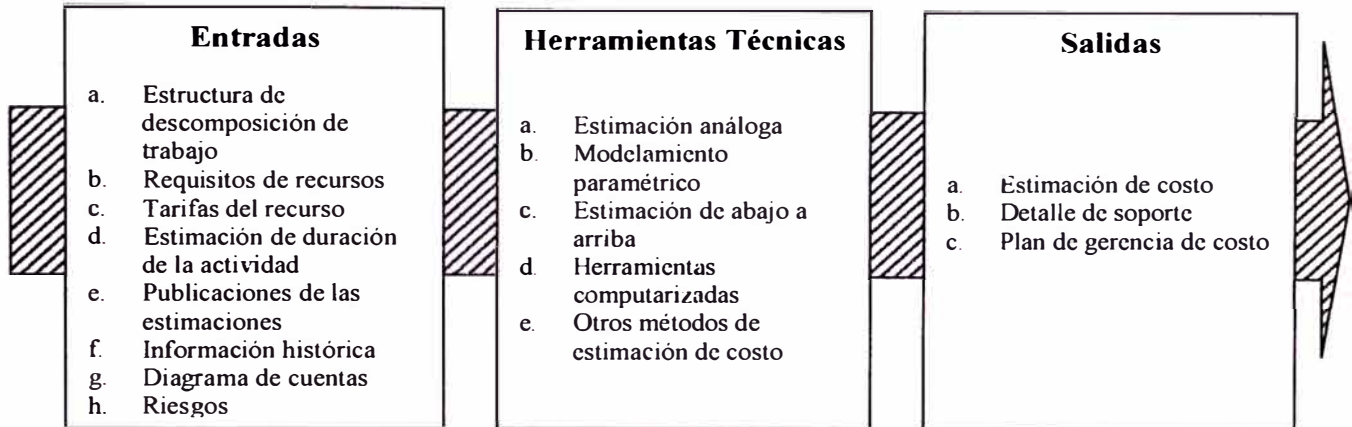 Entradas
a. Estructura de
descomposición de
trabajo
b. Requisitos de recursos
c. Tarifas del recurso
d. Estimación de duración
de la actividad
e. Publicaciones de las
estimaciones
f. Información histórica
g. Diagrama de cuentas
h. Riesgos
Herramientas Técnicas
a. Estimación análoga
b. Modelamiento
paramétrico
c. Estimación de abajo a
arriba
d. Herramientas
computarizadas
e. Otros métodos de
estimación de costo
Salidas
a. Estimación de costo
b. Detalle de soporte
c. Plan de gerencia de costo